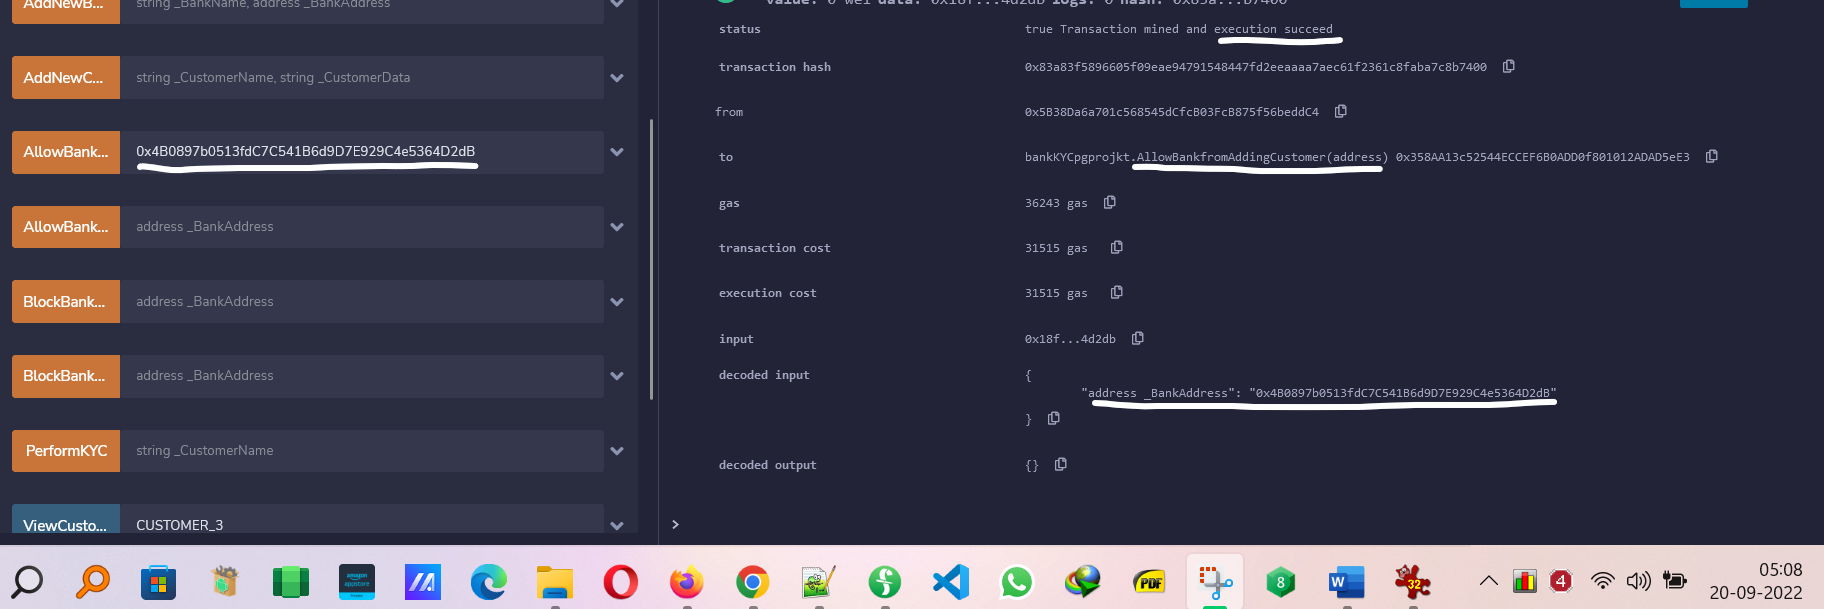 AddNewB... string _BankName, address _BankAddress
AddNewC... string _CustomerName, string _CustomerData
AllowBank... 0x4B0897b0513fdC7C541B6d9D7E929C4e5364D2dB
AllowBank... address _BankAddress
BlockBank... address _BankAddress
BlockBank... address _BankAddress
PerformKYC string _CustomerName
ViewCusto... CUSTOMER_3
value: 0 wei data: 0x18f...4d2db logs: 0 hash: 0x83a...b7400
status true Transaction mined and execution succeed
transaction hash 0x83a83f5896605f09eae94791548447fd2eeaaaa7aec61f2361c8faba7c8b7400
from 0x5B38Da6a701c568545dCfcB03FcB875f56beddC4
to bankKYCpgprojkt.AllowBankfromAddingCustomer(address) 0x358AA13c52544ECCEF6B0ADD0f801012ADAD5eE3
gas 36243 gas
transaction cost 31515 gas
execution cost 31515 gas
input 0x18f...4d2db
decoded input {
"address _BankAddress": "0x4B0897b0513fdC7C541B6d9D7E929C4e5364D2dB"
}
decoded output {}
>
amazon appstore
PDF
8
W
32
4
05:08
20-09-2022